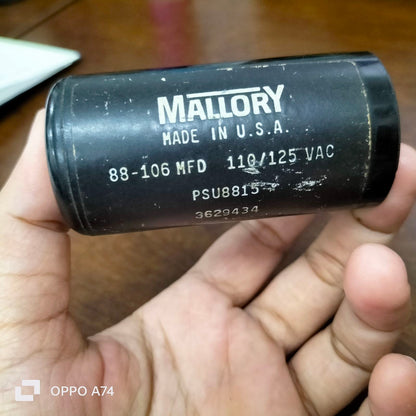 MALLORY
MADE IN U.S.A.
88-106 MFD 110/125 VAC
PSU8815
3629434
OPPO A74